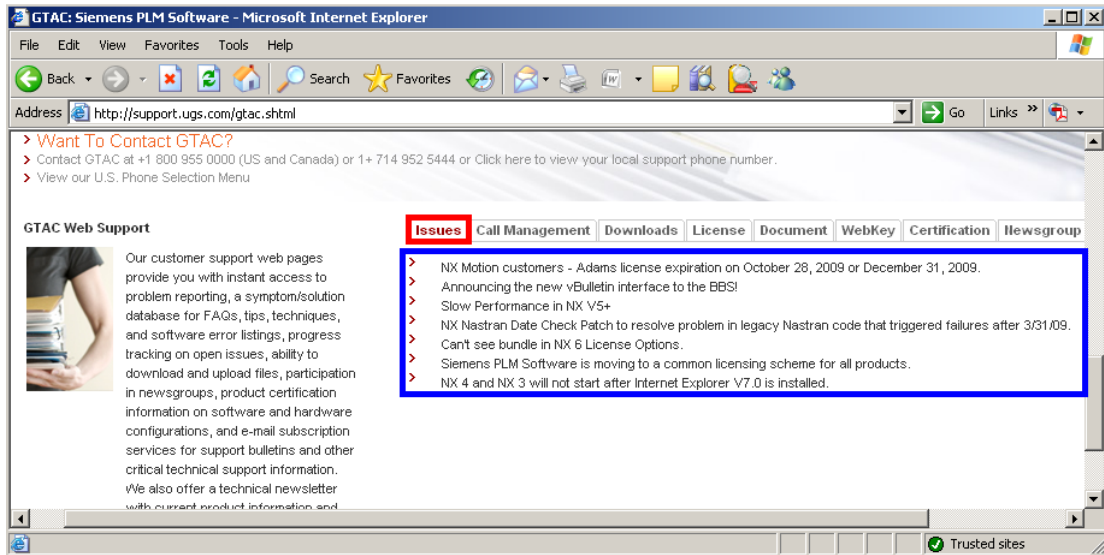 GTAC: Siemens PLM Software - Microsoft Internet Explorer
File Edit View Favorites Tools Help
Back Search Favorites
Address http://support.ugs.com/gtac.shtml Go Links »
Want To Contact GTAC?
Contact GTAC at +1 800 955 0000 (US and Canada) or 1+ 714 952 5444 or Click here to view your local support phone number.
View our U.S. Phone Selection Menu
GTAC Web Support
Issues Call Management Downloads License Document WebKey Certification Newsgroup
Our customer support web pages
provide you with instant access to
problem reporting, a symptom/solution
database for FAQs, tips, techniques,
and software error listings, progress
tracking on open issues, ability to
download and upload files, participation
in newsgroups, product certification
information on software and hardware
configurations, and e-mail subscription
services for support bulletins and other
critical technical support information.
We also offer a technical newsletter
with current product information and
NX Motion customers - Adams license expiration on October 28, 2009 or December 31, 2009.
Announcing the new vBulletin interface to the BBS!
Slow Performance in NX V5+
NX Nastran Date Check Patch to resolve problem in legacy Nastran code that triggered failures after 3/31/09.
Can't see bundle in NX 6 License Options.
Siemens PLM Software is moving to a common licensing scheme for all products.
NX 4 and NX 3 will not start after Internet Explorer V7.0 is installed.
Trusted sites